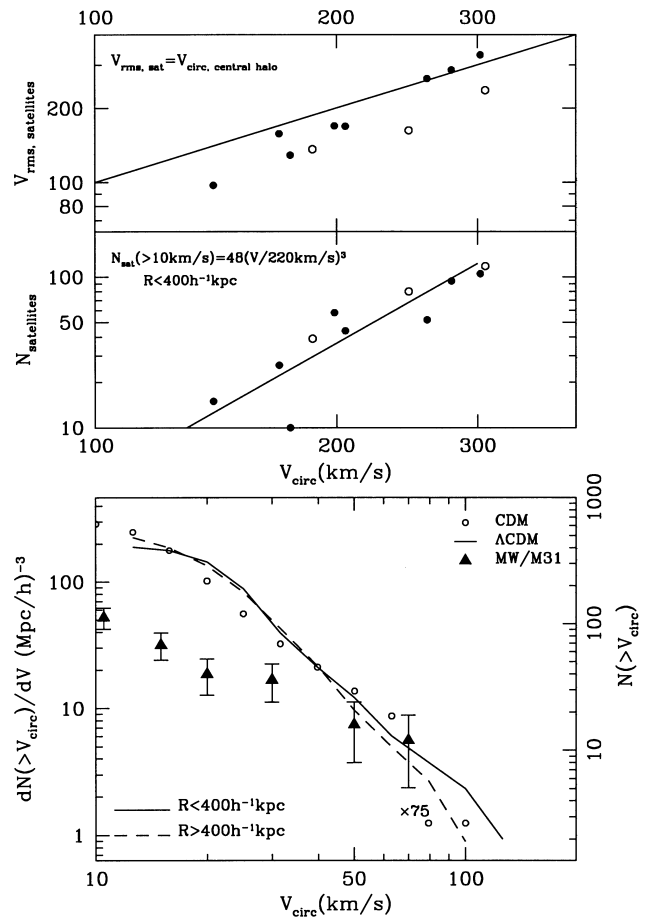 100 200 300
V_rms, sat=V_circ, central halo
V_rms, satellites
200
100
80
N_sat(>10km/s)=48(V/220km/s)³
R<400h⁻¹kpc
N_satellites
100
50
10
100 200 300
V_circ(km/s)
dN(>V_circ)/dV (Mpc/h)⁻³
100
10
1
CDM
ΛCDM
MW/M31
×75
R<400h⁻¹kpc
R>400h⁻¹kpc
1000
100
10
N(>V_circ)
10 50 100
V_circ(km/s)